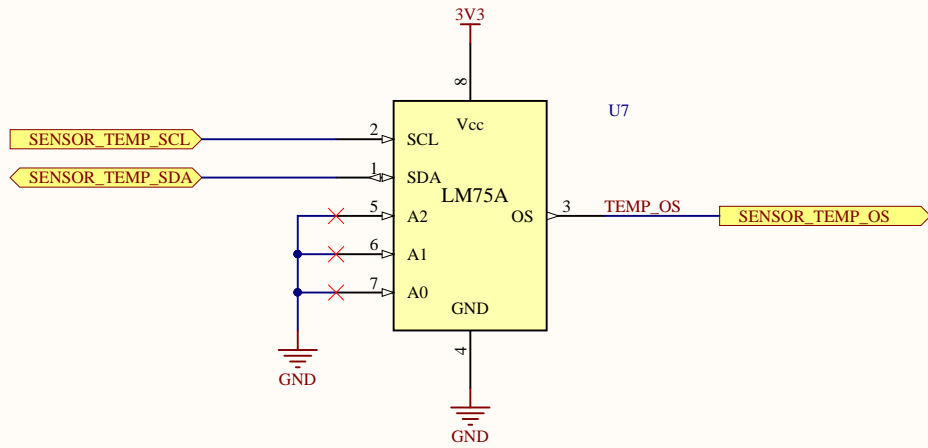 3V3
8
U7
Vcc
SENSOR_TEMP_SCL 2 SCL
SENSOR_TEMP_SDA 1 SDA
LM75A
5 A2 OS 3 TEMP_OS SENSOR_TEMP_OS
6 A1
7 A0
GND
4
GND
GND